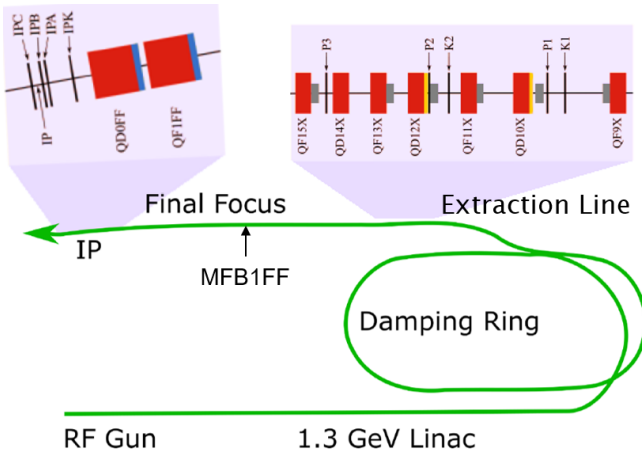 IPC
IPB
IPA
IPK
IP
QD0FF
QF1FF
P3
P2
K2
P1
K1
QF15X
QD14X
QF13X
QD12X
QF11X
QD10X
QF9X
Final Focus
Extraction Line
IP
MFB1FF
Damping Ring
RF Gun
1.3 GeV Linac